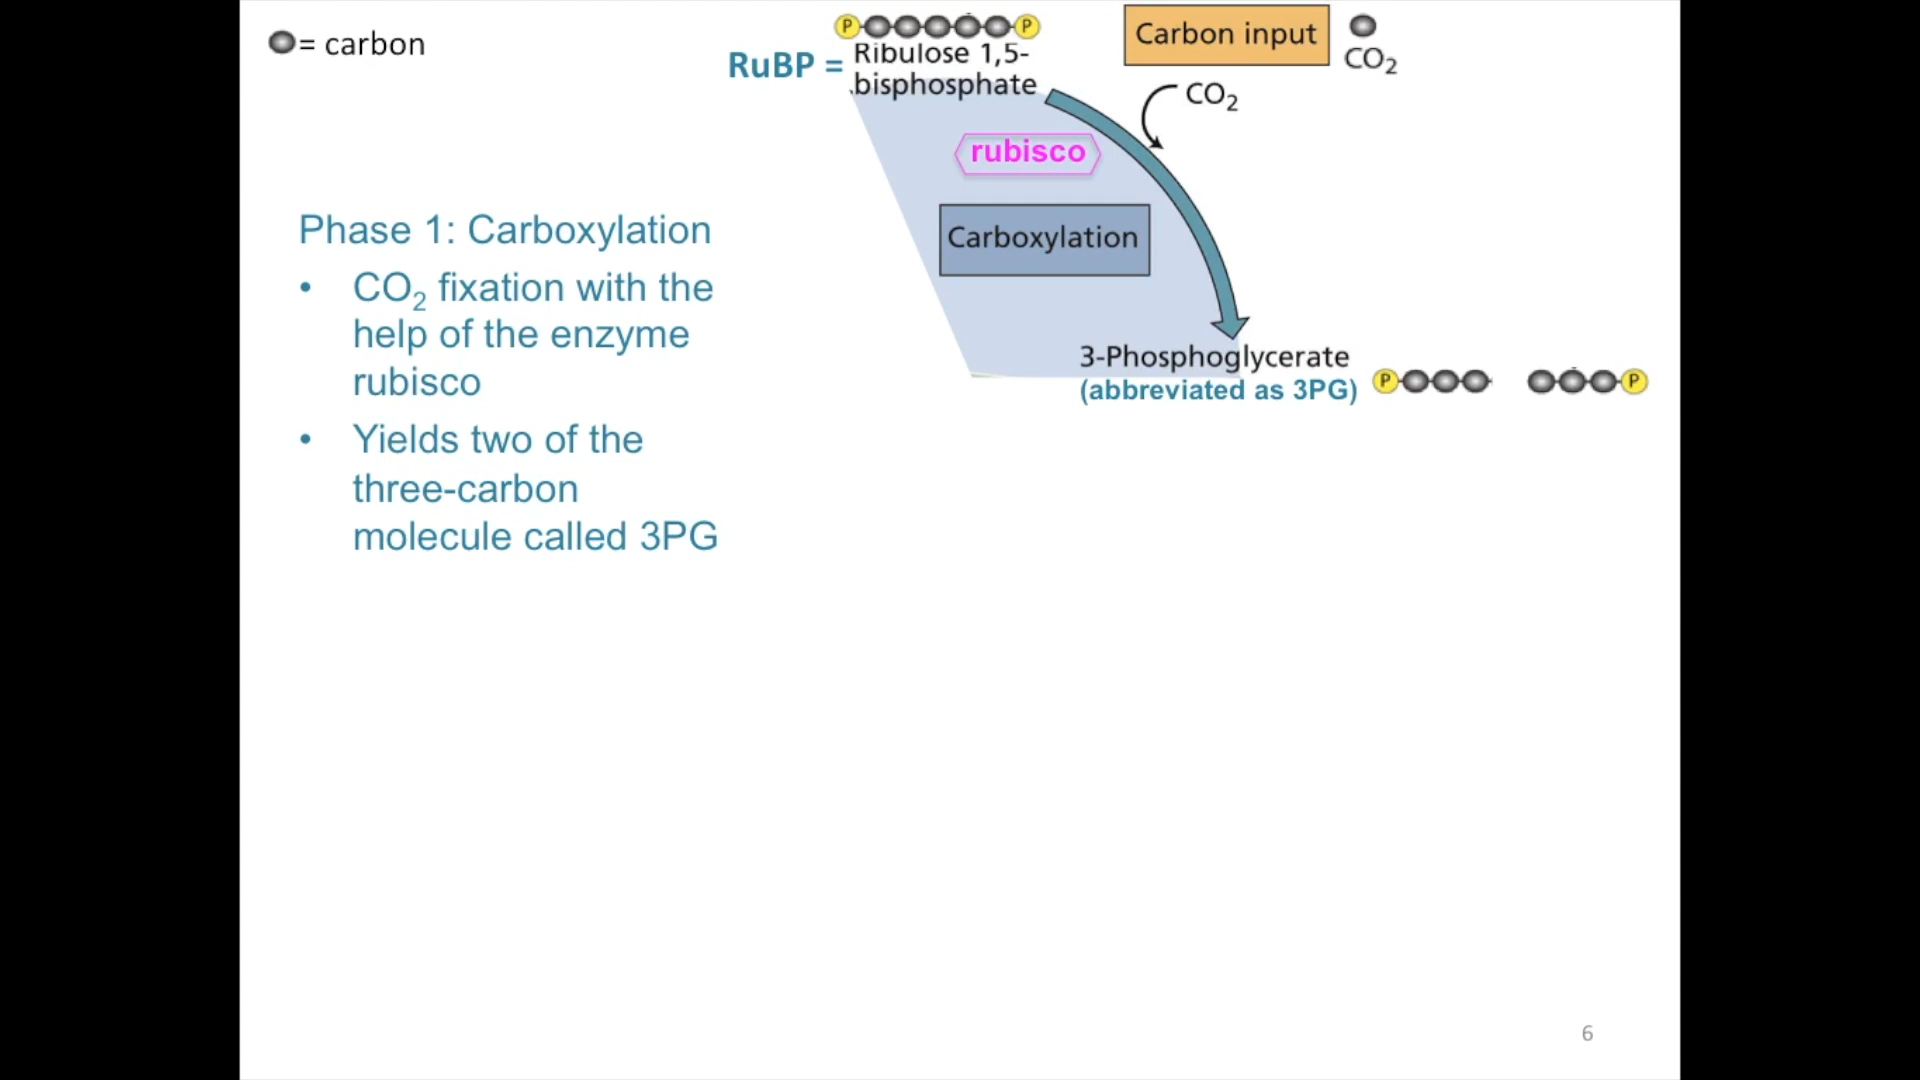 = carbon
P P
RuBP = Ribulose 1,5-
bisphosphate
Carbon input
CO₂
CO₂
rubisco
Carboxylation
3-Phosphoglycerate
(abbreviated as 3PG)
P P
Phase 1: Carboxylation
• CO₂ fixation with the
help of the enzyme
rubisco
• Yields two of the
three-carbon
molecule called 3PG
6